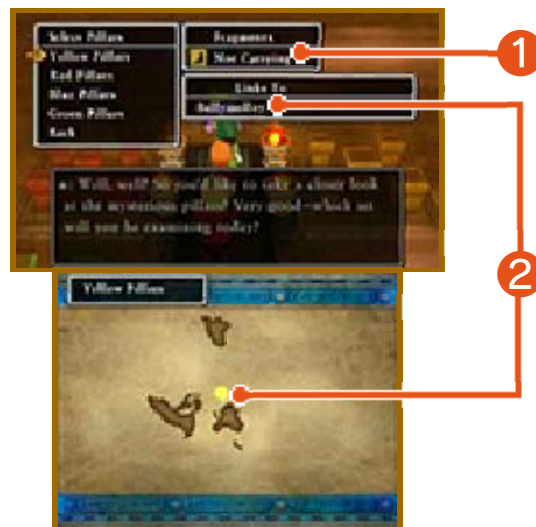 Yellow Pillars
Red Pillars
Blue Pillars
Green Pillars
Back
Fragments
Now Carrying
1
Links To
Ballymolloy
2
: Well, well! So you'd like to take a closer look
at the mysterious pillars? Very good—which set
will you be examining today?
Yellow Pillars